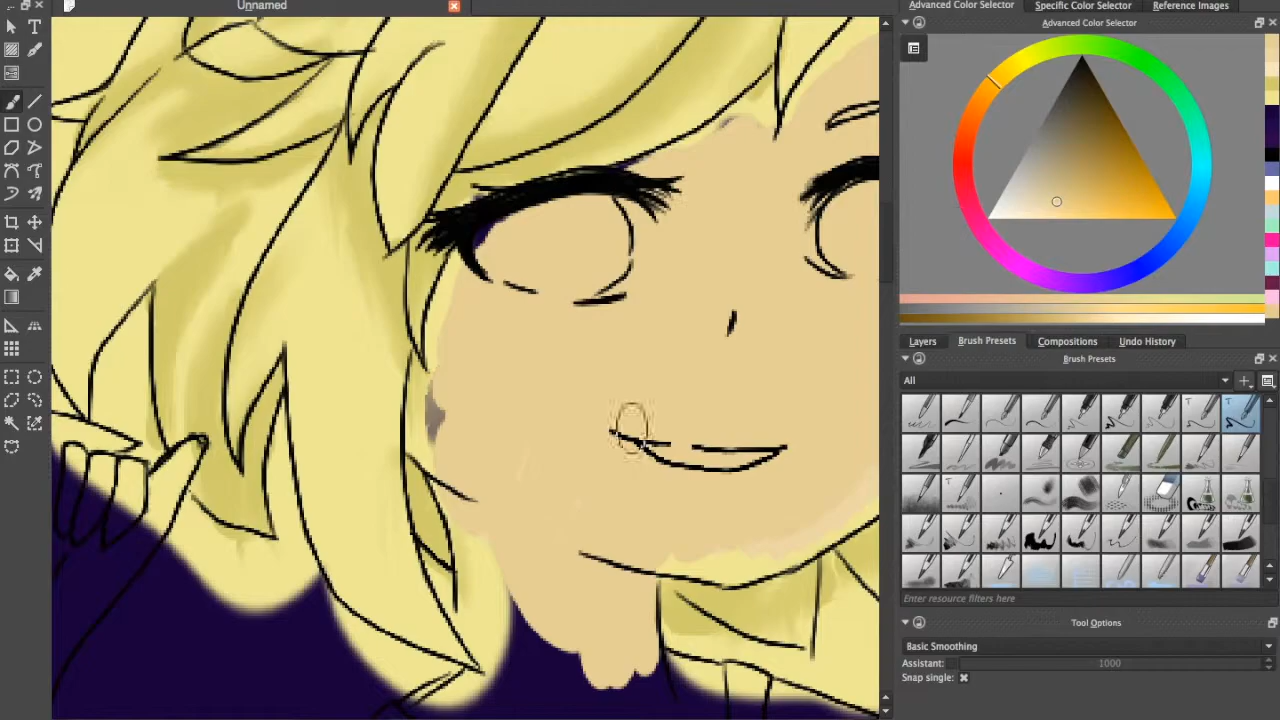 Unnamed
Advanced Color Selector Specific Color Selector Reference Images
Advanced Color Selector
Layers Brush Presets Compositions Undo History
Brush Presets
All
Enter resource filters here
Tool Options
Basic Smoothing
Assistant: 1000
Snap single: